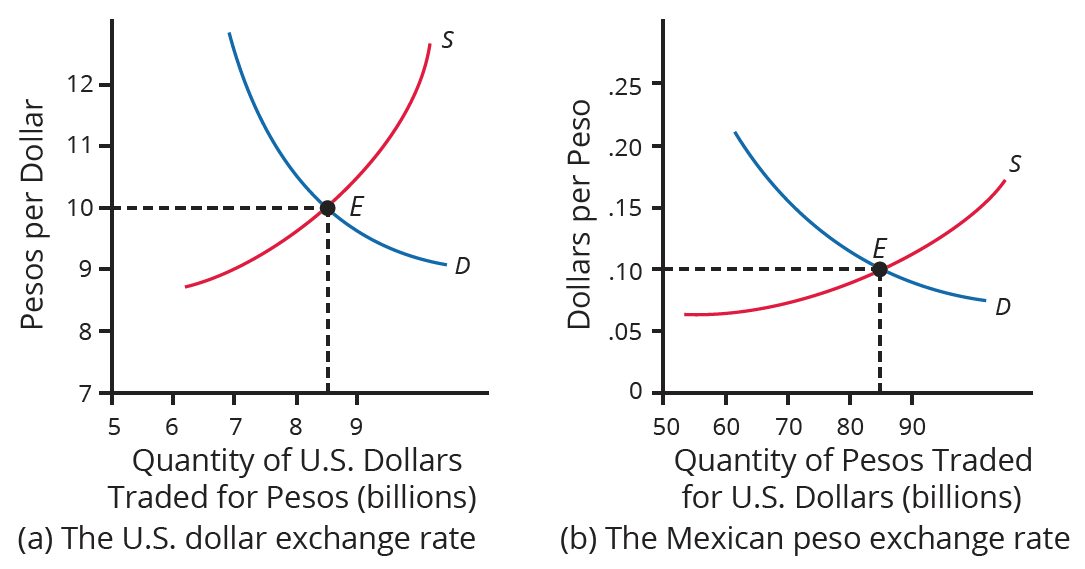 Pesos per Dollar
12
11
10
9
8
7
5 6 7 8 9
S
E
D
Quantity of U.S. Dollars
Traded for Pesos (billions)
(a) The U.S. dollar exchange rate
Dollars per Peso
.25
.20
.15
.10
.05
0
50 60 70 80 90
S
E
D
Quantity of Pesos Traded
for U.S. Dollars (billions)
(b) The Mexican peso exchange rate